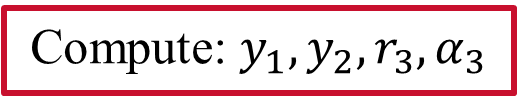 Compute: 𝑦₁, 𝑦₂, 𝑟₃, 𝛼₃